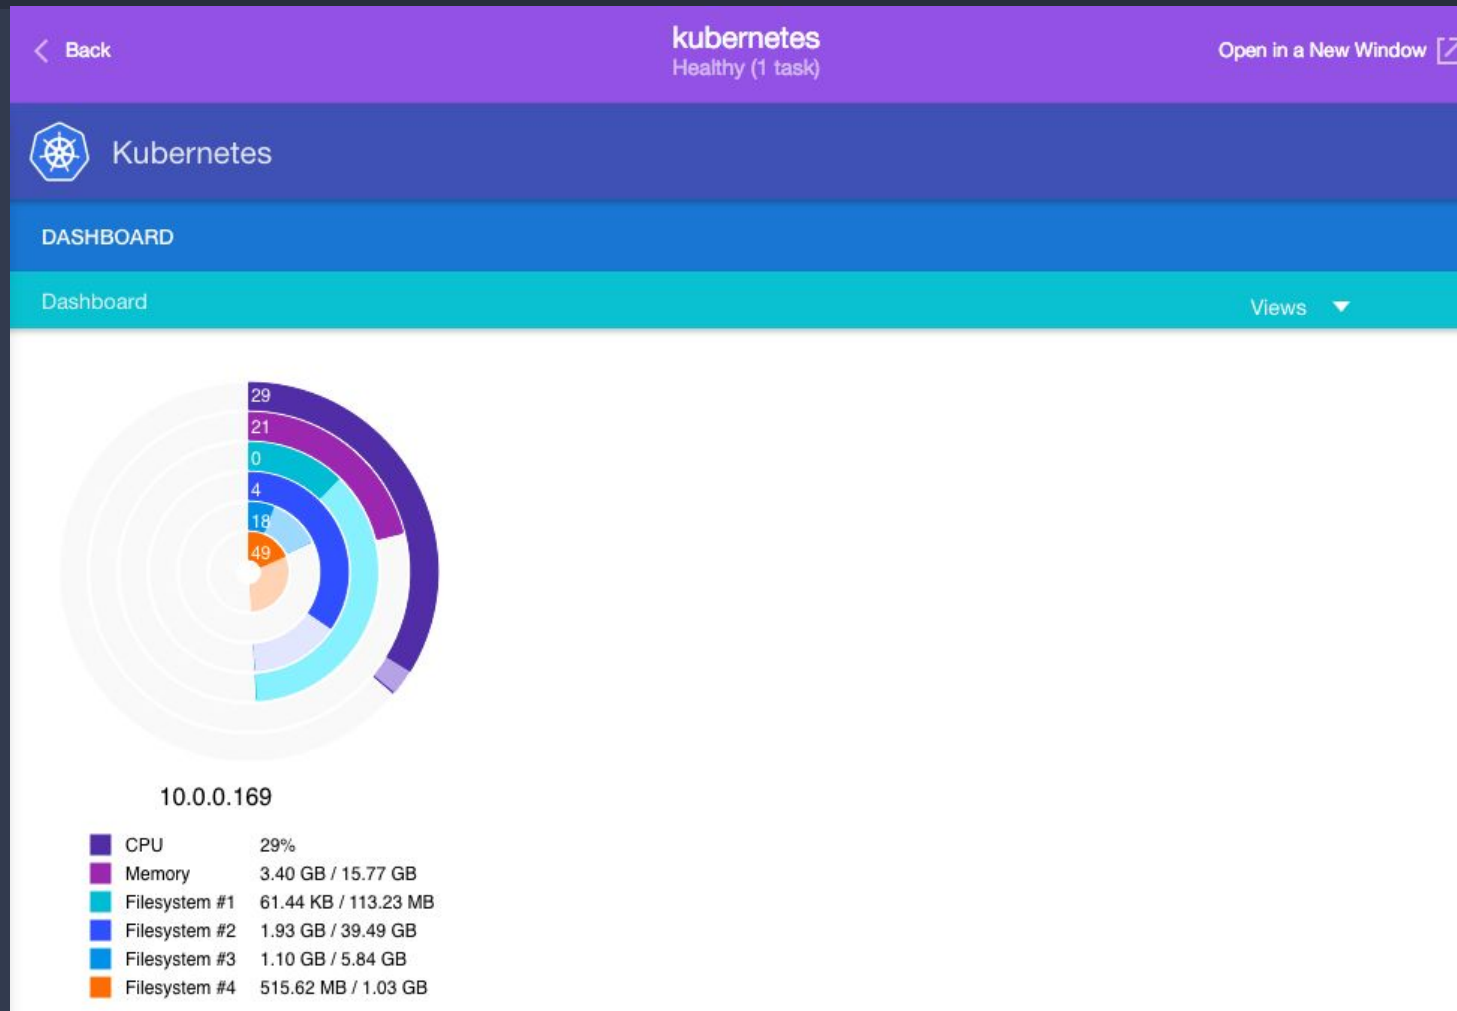 Back
kubernetes
Healthy (1 task)
Open in a New Window
Kubernetes
DASHBOARD
Dashboard
Views
29
21
0
4
18
49
10.0.0.169
CPU 29%
Memory 3.40 GB / 15.77 GB
Filesystem #1 61.44 KB / 113.23 MB
Filesystem #2 1.93 GB / 39.49 GB
Filesystem #3 1.10 GB / 5.84 GB
Filesystem #4 515.62 MB / 1.03 GB